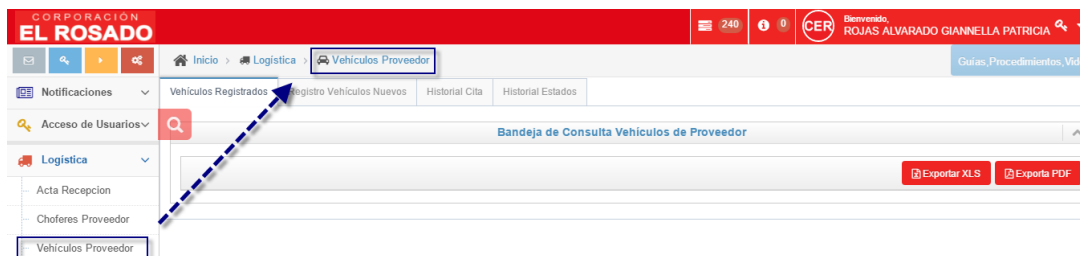 CORPORACIÓN
EL ROSADO
240
0
CER
Bienvenido,
ROJAS ALVARADO GIANNELLA PATRICIA
Inicio > Logística > Vehículos Proveedor
Guías,Procedimientos,Vid
Notificaciones
Vehículos Registrados
Registro Vehículos Nuevos
Historial Cita
Historial Estados
Acceso de Usuarios
Bandeja de Consulta Vehículos de Proveedor
Logística
Exportar XLS
Exporta PDF
Acta Recepcion
Choferes Proveedor
Vehículos Proveedor